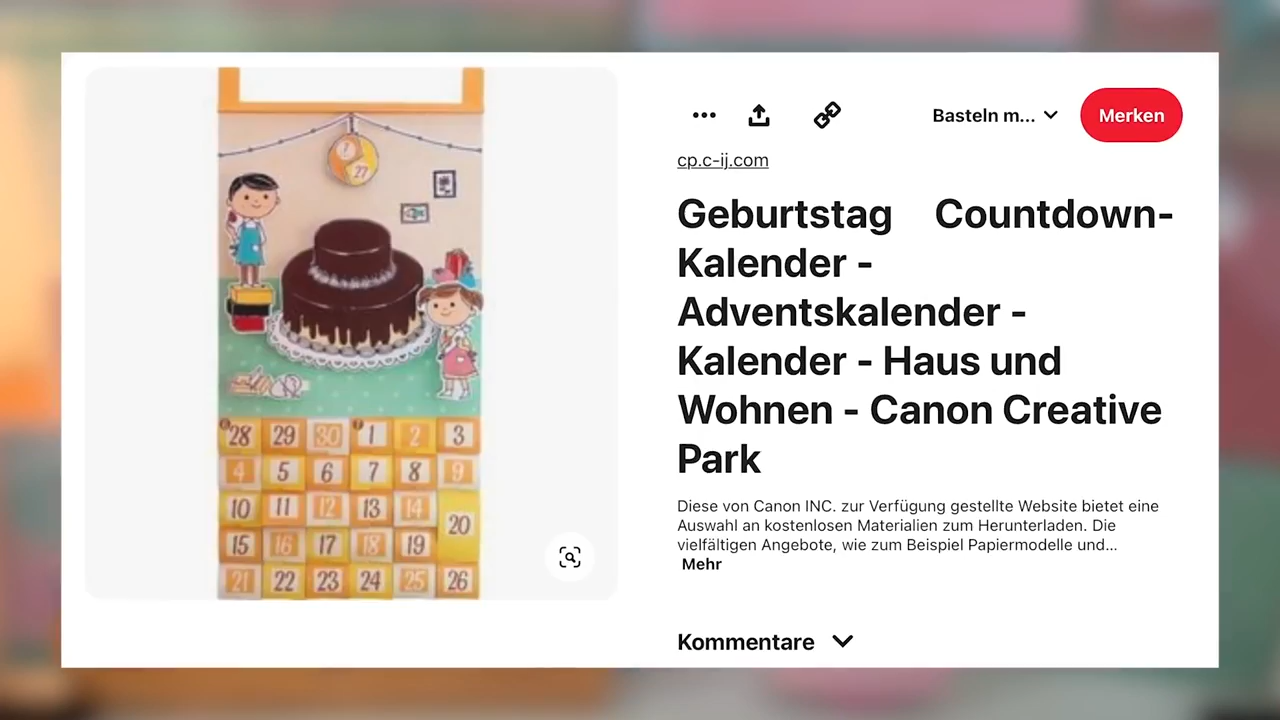 Basteln m... Merken
cp.c-ij.com
Geburtstag Countdown-
Kalender -
Adventskalender -
Kalender - Haus und
Wohnen - Canon Creative
Park
Diese von Canon INC. zur Verfügung gestellte Website bietet eine
Auswahl an kostenlosen Materialien zum Herunterladen. Die
vielfältigen Angebote, wie zum Beispiel Papiermodelle und...
Mehr
Kommentare
27
28 29 30 1 2 3
4 5 6 7 8 9
10 11 12 13 14
20
15 16 17 18 19
21 22 23 24 25 26